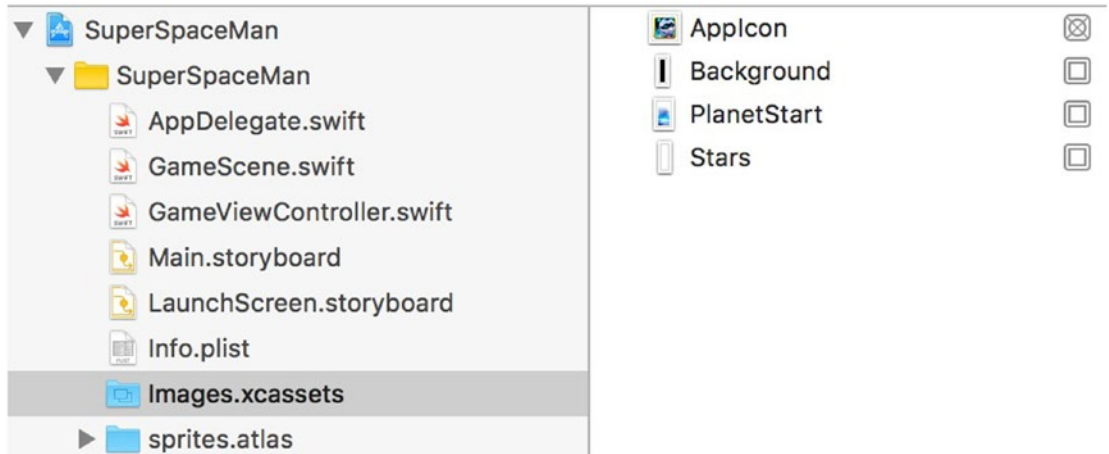 SuperSpaceMan
SuperSpaceMan
AppDelegate.swift
GameScene.swift
GameViewController.swift
Main.storyboard
LaunchScreen.storyboard
Info.plist
Images.xcassets
sprites.atlas
AppIcon
Background
PlanetStart
Stars